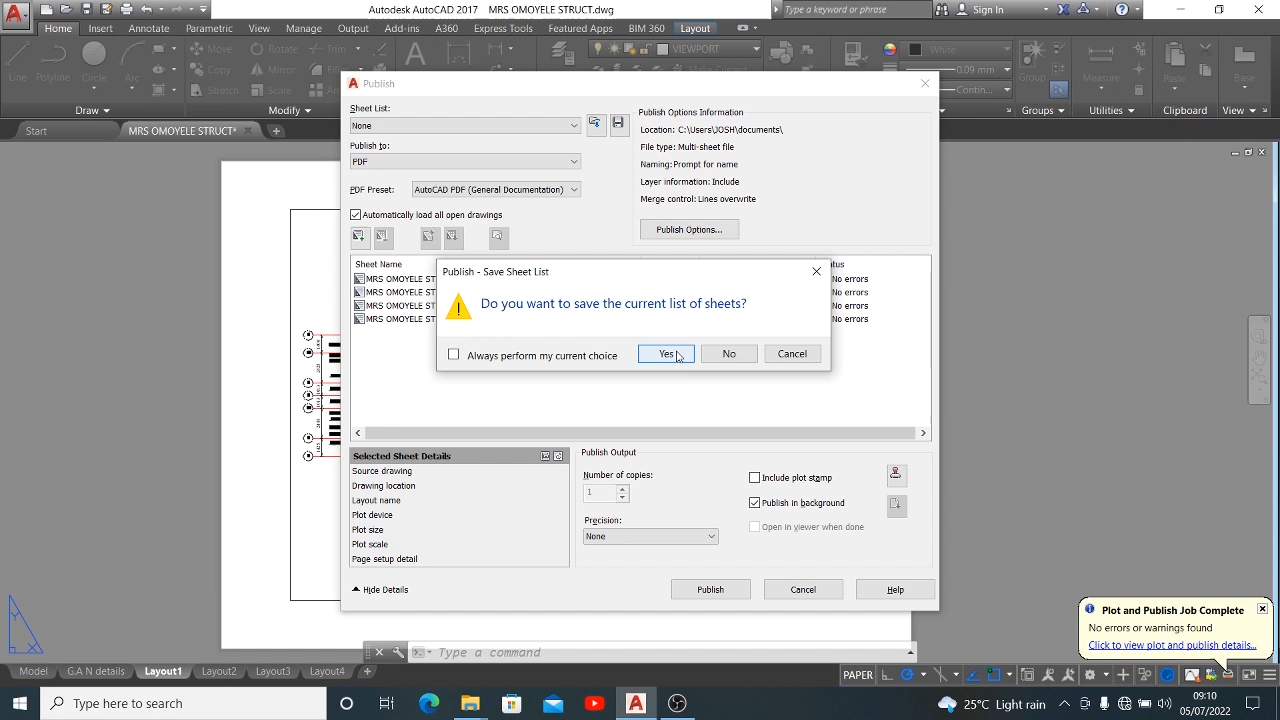 Autodesk AutoCAD 2017 MRS OMOYELE STRUCT.dwg
Type a keyword or phrase
Sign In
Home Insert Annotate Parametric View Manage Output Add-ins A360 Express Tools Featured Apps BIM 360 Layout
Line Polyline Circle Arc
Move Rotate Trim
Copy Mirror Fillet
Stretch Scale
VIEWPORT
Make Current
White
0.09 mm
Contin...
Group
Measure
Paste
Base
Draw Modify Groups Utilities Clipboard View
Start MRS OMOYELE STRUCT*
Publish
Sheet List:
None
Publish to:
PDF
PDF Preset: AutoCAD PDF (General Documentation)
Automatically load all open drawings
Publish Options Information
Location: C:\Users\JOSH\documents\
File type: Multi-sheet file
Naming: Prompt for name
Layer information: Include
Merge control: Lines overwrite
Publish Options...
Sheet Name
MRS OMOYELE ST No errors
MRS OMOYELE ST No errors
MRS OMOYELE ST No errors
MRS OMOYELE ST No errors
Publish - Save Sheet List
Do you want to save the current list of sheets?
Always perform my current choice
Yes No Cancel
Selected Sheet Details
Source drawing
Drawing location
Layout name
Plot device
Plot size
Plot scale
Page setup detail
Publish Output
Number of copies:
1
Precision:
None
Include plot stamp
Publish in background
Open in viewer when done
Hide Details
Publish Cancel Help
Plot and Publish Job Complete
No errors or warnings found
Click to view plot and publish details...
Type a command
Y
X
Model G.A N details Layout1 Layout2 Layout3 Layout4
PAPER
Type here to search
25°C Light rain
09:10
05/07/2022